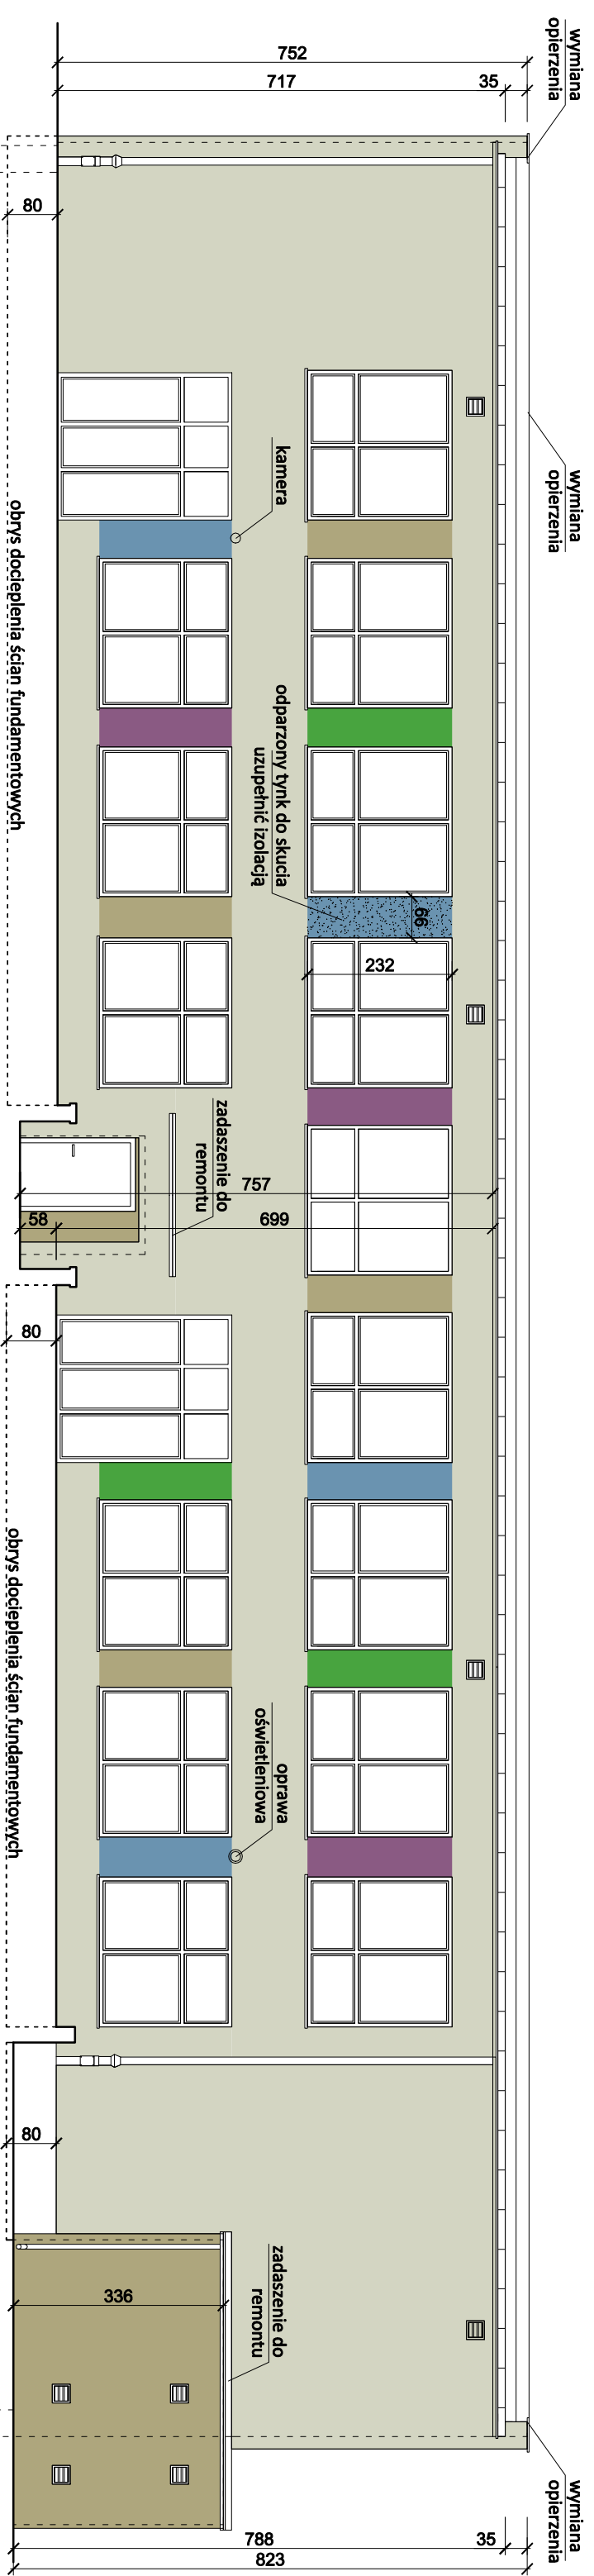 wymiana
opierzenia
752
717
35
80
obrys docieplenia ścian fundamentowych
kamera
wymiana
opierzenia
odparzony tynk do skucia
uzupełnić izolacją
66
232
zadaszenie do
remontu
757
699
58
80
obrys docieplenia ścian fundamentowych
oprawa
oświetleniowa
80
zadaszenie do
remontu
336
wymiana
opierzenia
788
35
823